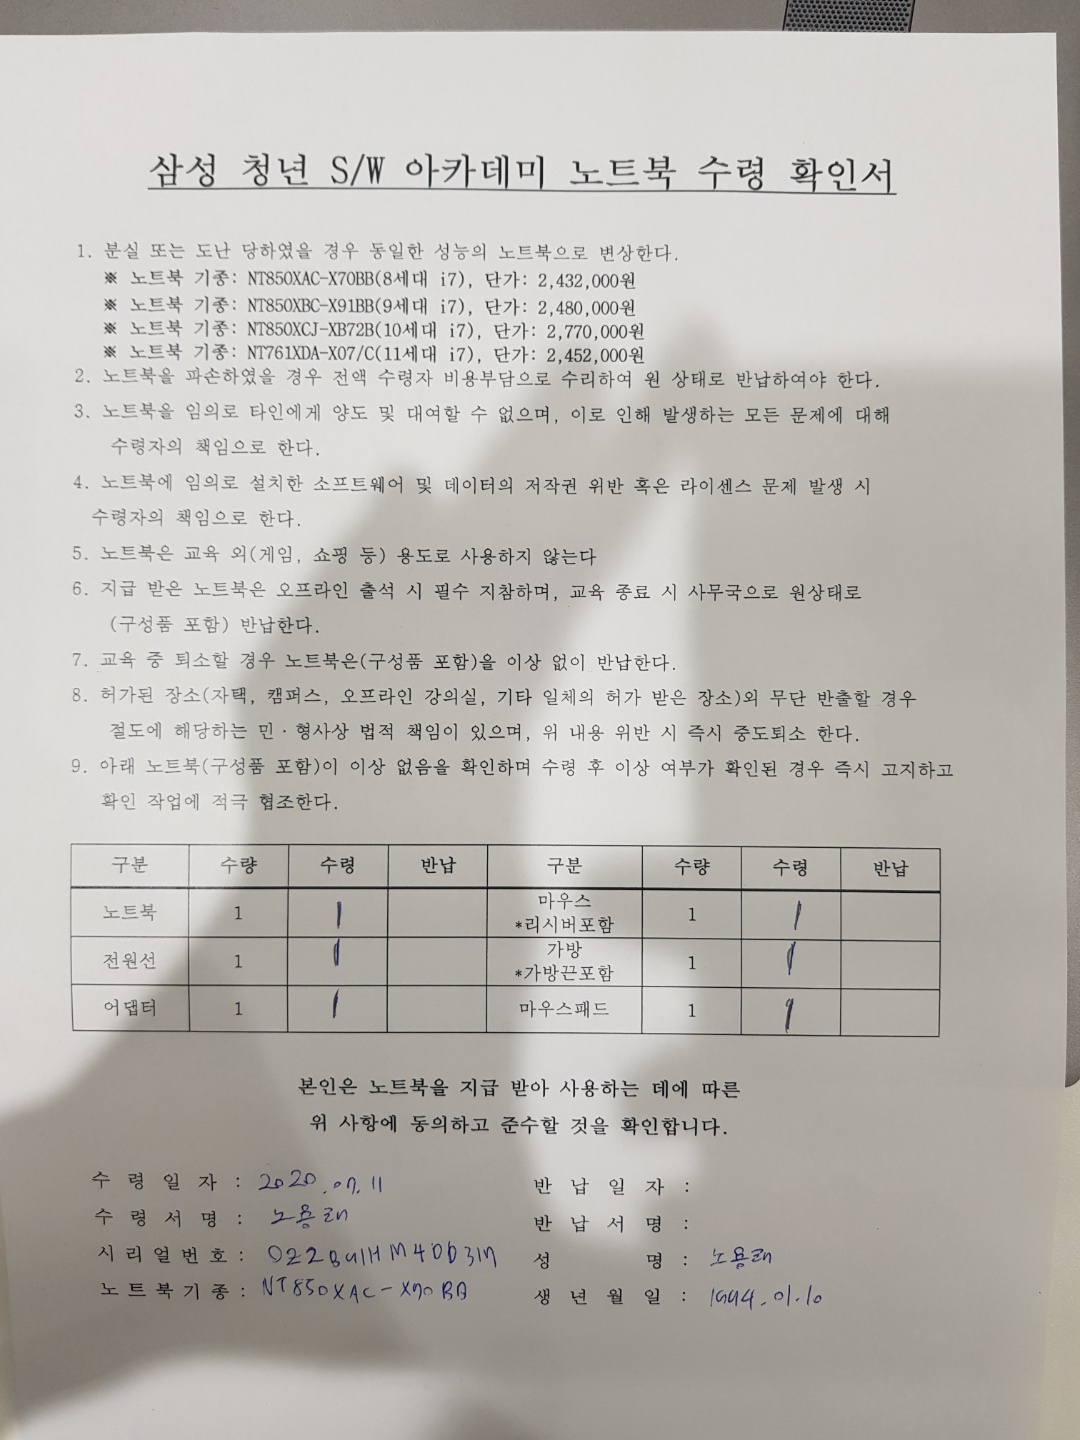 삼성 청년 S/W 아카데미 노트북 수령 확인서
1. 분실 또는 도난 당하였을 경우 동일한 성능의 노트북으로 변상한다.
※ 노트북 기종: NT850XAC-X70BB(8세대 i7), 단가: 2,432,000원
※ 노트북 기종: NT850XBC-X91BB(9세대 i7), 단가: 2,480,000원
※ 노트북 기종: NT850XCJ-XB72B(10세대 i7), 단가: 2,770,000원
※ 노트북 기종: NT761XDA-X07/C(11세대 i7), 단가: 2,452,000원
2. 노트북을 파손하였을 경우 전액 수령자 비용부담으로 수리하여 원 상태로 반납하여야 한다.
3. 노트북을 임의로 타인에게 양도 및 대여할 수 없으며, 이로 인해 발생하는 모든 문제에 대해
수령자의 책임으로 한다.
4. 노트북에 임의로 설치한 소프트웨어 및 데이터의 저작권 위반 혹은 라이센스 문제 발생 시
수령자의 책임으로 한다.
5. 노트북은 교육 외(게임, 쇼핑 등) 용도로 사용하지 않는다
6. 지급 받은 노트북은 오프라인 출석 시 필수 지참하며, 교육 종료 시 사무국으로 원상태로
(구성품 포함) 반납한다.
7. 교육 중 퇴소할 경우 노트북은(구성품 포함)을 이상 없이 반납한다.
8. 허가된 장소(자택, 캠퍼스, 오프라인 강의실, 기타 일체의 허가 받은 장소)외 무단 반출할 경우
절도에 해당하는 민·형사상 법적 책임이 있으며, 위 내용 위반 시 즉시 중도퇴소 한다.
9. 아래 노트북(구성품 포함)이 이상 없음을 확인하며 수령 후 이상 여부가 확인된 경우 즉시 고지하고
확인 작업에 적극 협조한다.
구분 수량 수령 반납 구분 수량 수령 반납
노트북 1 1 마우스 *리시버포함 1 1
전원선 1 1 가방 *가방끈포함 1 1
어댑터 1 1 마우스패드 1 1
본인은 노트북을 지급 받아 사용하는 데에 따른
위 사항에 동의하고 준수할 것을 확인합니다.
수 령 일 자 : 2020.07.11 반 납 일 자 :
수 령 서 명 : 노용래 반 납 서 명 :
시 리 얼 번 호 : 성 명 : 노용래
노 트 북 기 종 : NT850XAC-X70BB 생 년 월 일 : 1994.01.10